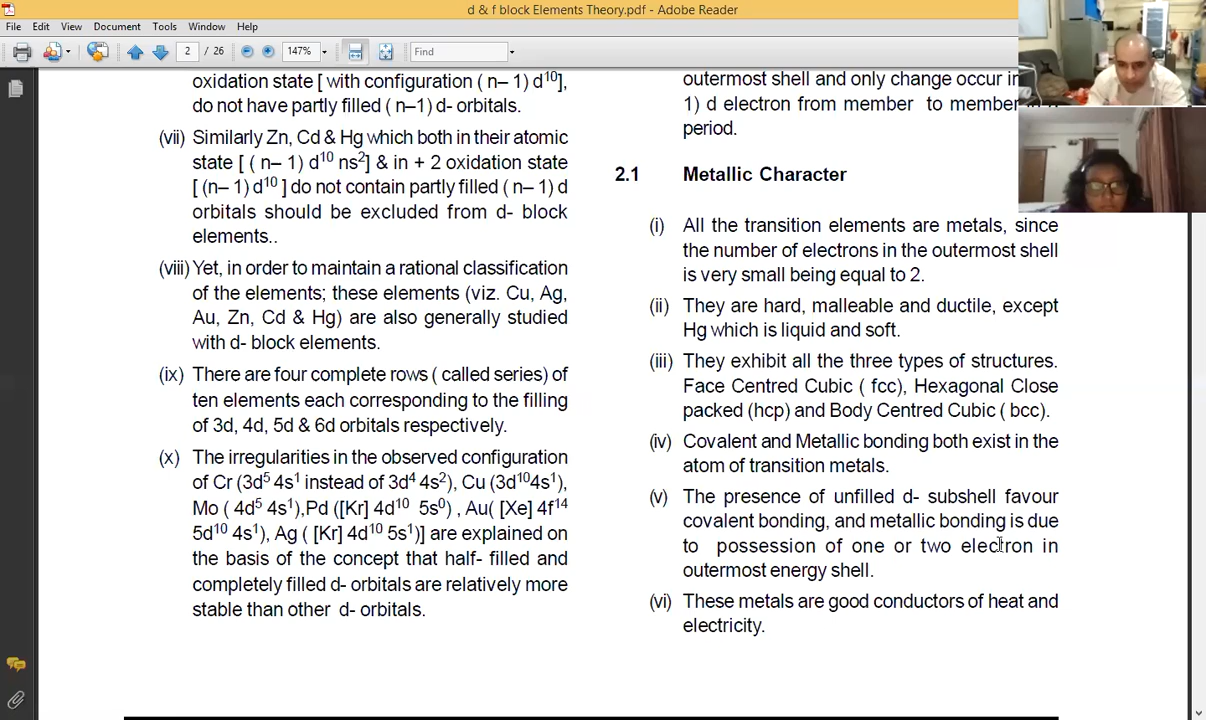 d & f block Elements Theory.pdf - Adobe Reader
File Edit View Document Tools Window Help
2 / 26 147% Find
oxidation state [ with configuration ( n– 1) d10],
do not have partly filled ( n–1) d- orbitals.
(vii) Similarly Zn, Cd & Hg which both in their atomic
state [ ( n– 1) d10 ns2] & in + 2 oxidation state
[ (n– 1) d10 ] do not contain partly filled ( n– 1) d
orbitals should be excluded from d- block
elements..
(viii) Yet, in order to maintain a rational classification
of the elements; these elements (viz. Cu, Ag,
Au, Zn, Cd & Hg) are also generally studied
with d- block elements.
(ix) There are four complete rows ( called series) of
ten elements each corresponding to the filling
of 3d, 4d, 5d & 6d orbitals respectively.
(x) The irregularities in the observed configuration
of Cr (3d5 4s1 instead of 3d4 4s2), Cu (3d104s1),
Mo ( 4d5 4s1),Pd ([Kr] 4d10 5s0) , Au( [Xe] 4f14
5d10 4s1), Ag ( [Kr] 4d10 5s1)] are explained on
the basis of the concept that half- filled and
completely filled d- orbitals are relatively more
stable than other d- orbitals.
outermost shell and only change occur in
1) d electron from member to member in a
period.
2.1 Metallic Character
(i) All the transition elements are metals, since
the number of electrons in the outermost shell
is very small being equal to 2.
(ii) They are hard, malleable and ductile, except
Hg which is liquid and soft.
(iii) They exhibit all the three types of structures.
Face Centred Cubic ( fcc), Hexagonal Close
packed (hcp) and Body Centred Cubic ( bcc).
(iv) Covalent and Metallic bonding both exist in the
atom of transition metals.
(v) The presence of unfilled d- subshell favour
covalent bonding, and metallic bonding is due
to possession of one or two electron in
outermost energy shell.
(vi) These metals are good conductors of heat and
electricity.